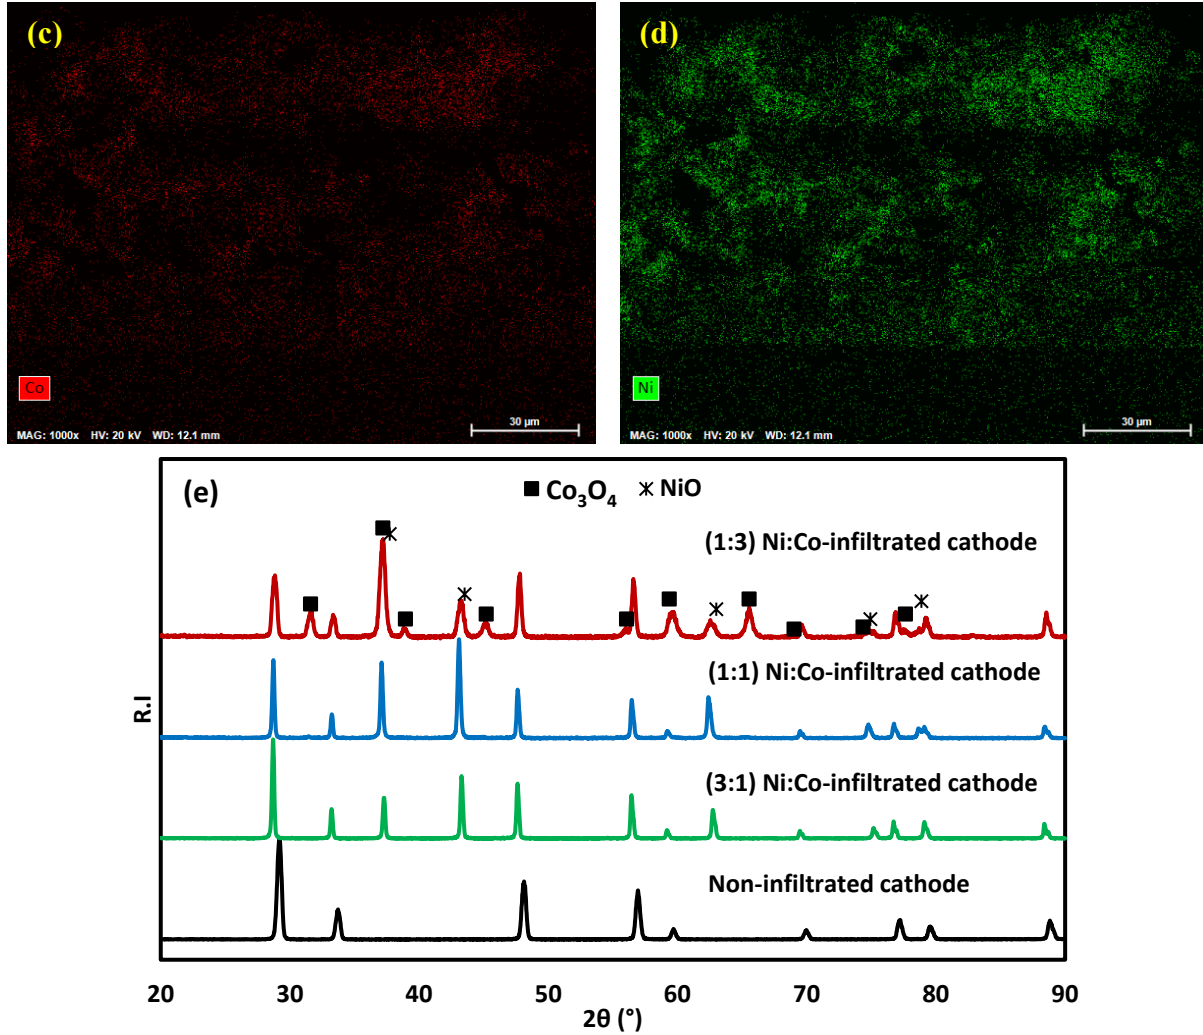 (c)
Co
MAG: 1000x HV: 20 kV WD: 12.1 mm
30 µm
(d)
Ni
MAG: 1000x HV: 20 kV WD: 12.1 mm
30 µm
(e)
■ Co₃O₄ ✳ NiO
(1:3) Ni:Co-infiltrated cathode
(1:1) Ni:Co-infiltrated cathode
(3:1) Ni:Co-infiltrated cathode
Non-infiltrated cathode
R.I
20 30 40 50 60 70 80 90
2θ (°)